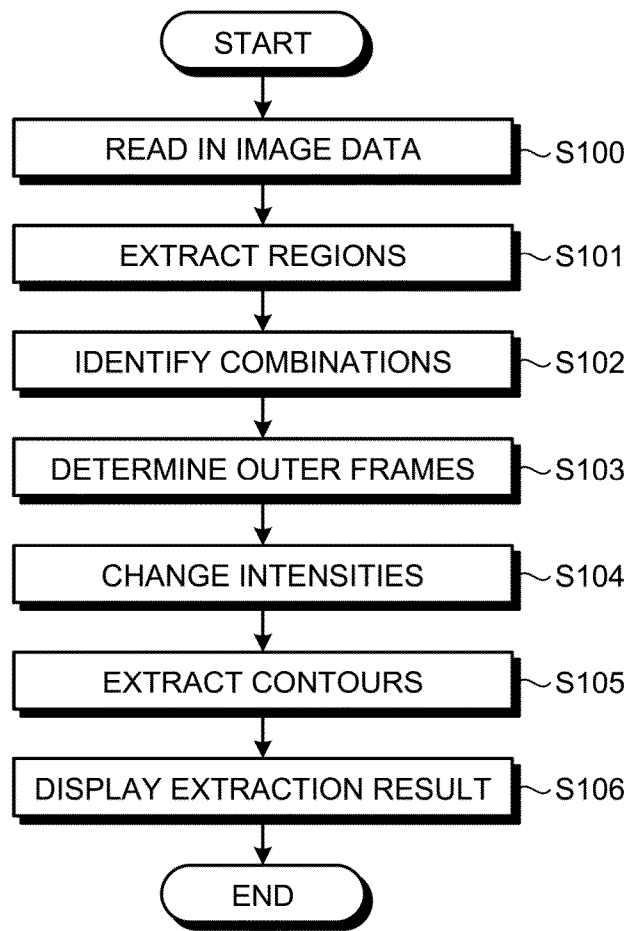 START
READ IN IMAGE DATA
S100
EXTRACT REGIONS
S101
IDENTIFY COMBINATIONS
S102
DETERMINE OUTER FRAMES
S103
CHANGE INTENSITIES
S104
EXTRACT CONTOURS
S105
DISPLAY EXTRACTION RESULT
S106
END